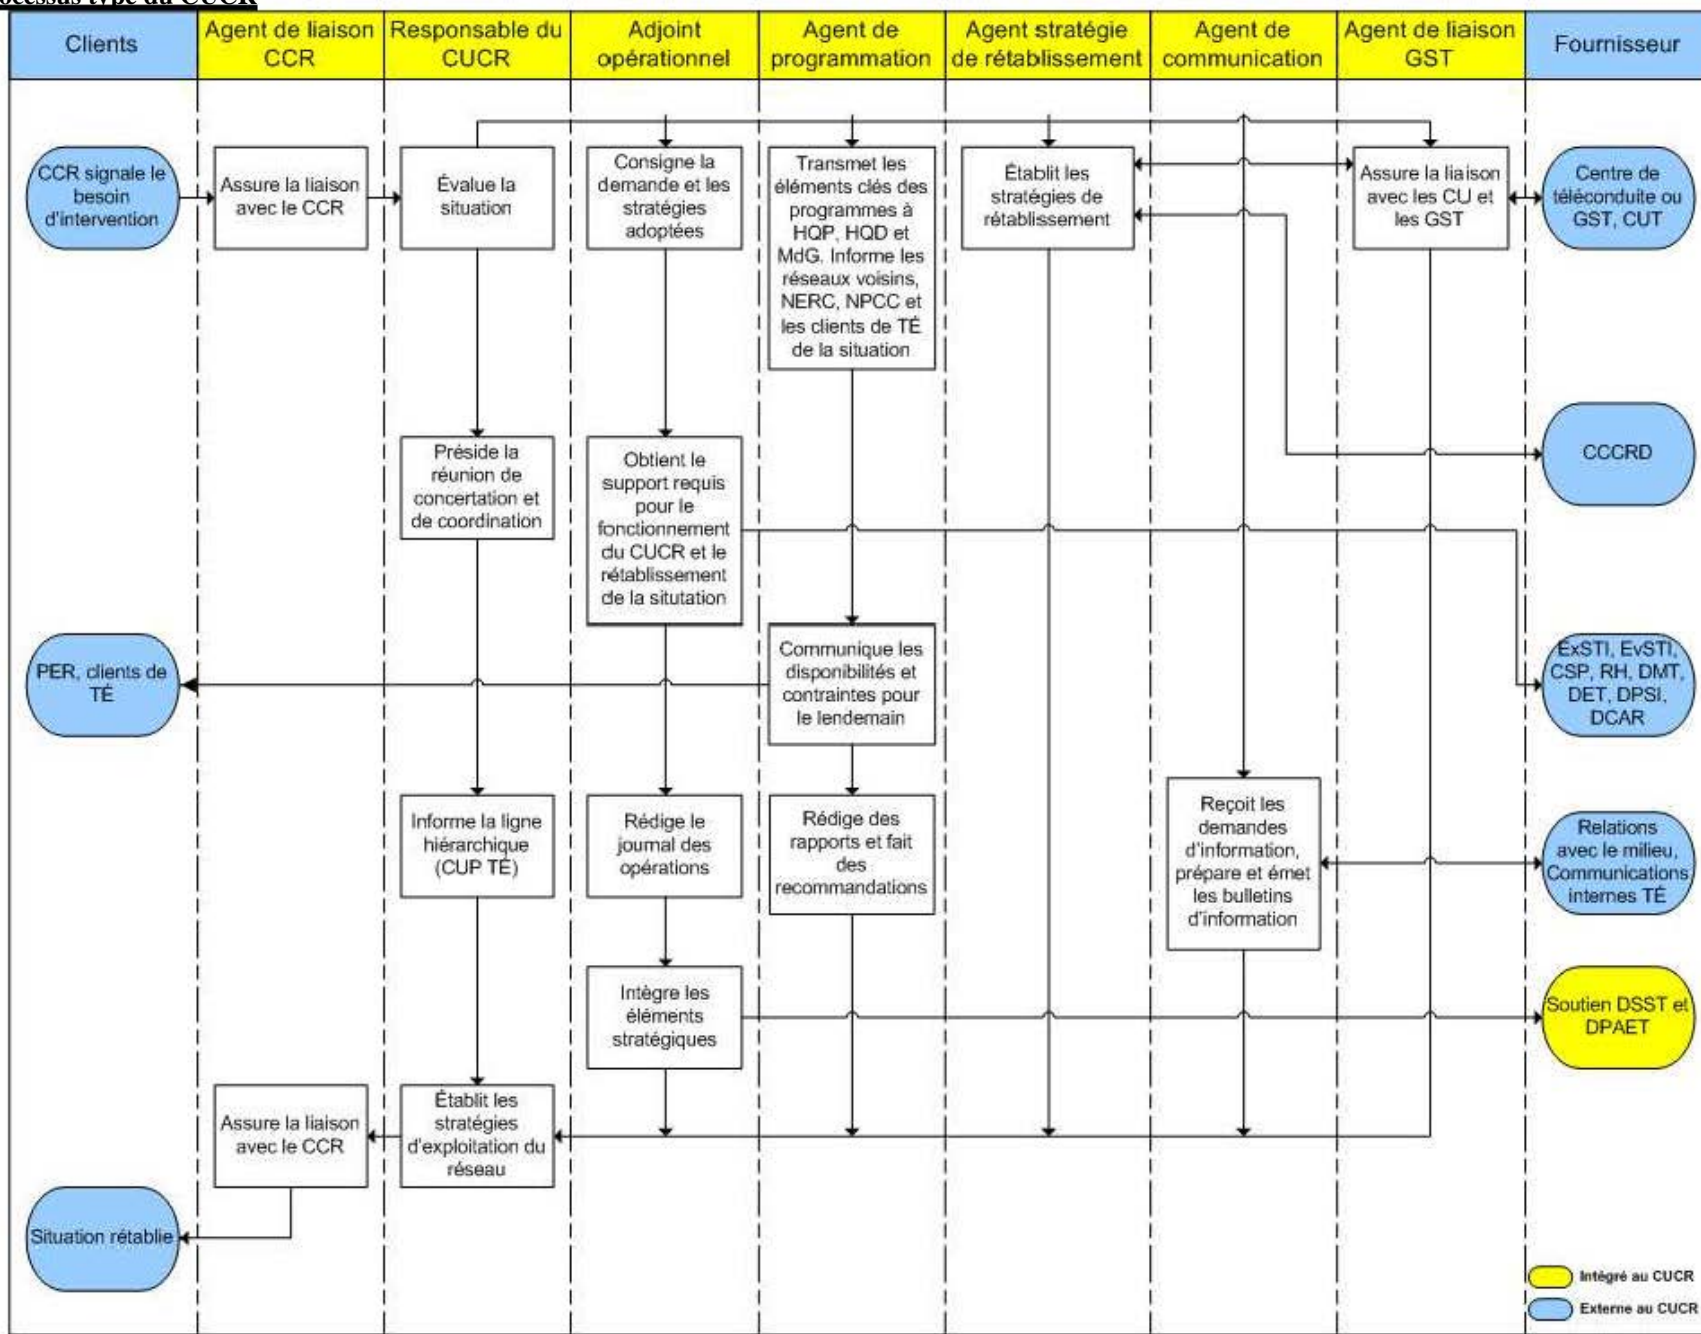 Processus type du CUCR
Clients
Agent de liaison
CCR
Responsable du
CUCR
Adjoint
opérationnel
Agent de
programmation
Agent stratégie
de rétablissement
Agent de
communication
Agent de liaison
GST
Fournisseur
CCR signale le
besoin
d'intervention
Assure la liaison
avec le CCR
Évalue la
situation
Consigne la
demande et les
stratégies
adoptées
Transmet les
éléments clés des
programmes à
HQP, HQD et
MdG. Informe les
réseaux voisins,
NERC, NPCC et
les clients de TÉ
de la situation
Établit les
stratégies de
rétablissement
Assure la liaison
avec les CU et
les GST
Centre de
téléconduite ou
GST, CUT
Préside la
réunion de
concertation et
de coordination
Obtient le
support requis
pour le
fonctionnement
du CUCR et le
rétablissement
de la situtation
CCCRD
PER, clients de
TÉ
Communique les
disponibilités et
contraintes pour
le lendemain
ExSTI, EvSTI,
CSP, RH, DMT,
DET, DPSI,
DCAR
Informe la ligne
hiérarchique
(CUP TÉ)
Rédige le
journal des
opérations
Rédige des
rapports et fait
des
recommandations
Reçoit les
demandes
d'information,
prépare et émet
les bulletins
d'information
Relations
avec le milieu,
Communications
internes TÉ
Intègre les
éléments
stratégiques
Soutien DSST et
DPAET
Assure la liaison
avec le CCR
Établit les
stratégies
d'exploitation du
réseau
Situation rétablie
Intégré au CUCR
Externe au CUCR